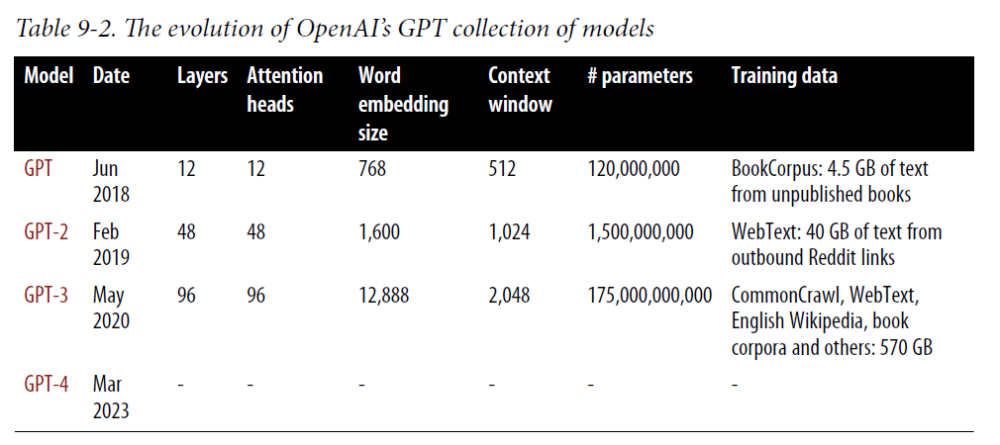 Table 9-2. The evolution of OpenAI's GPT collection of models
Model Date Layers Attention heads Word embedding size Context window # parameters Training data
GPT Jun 2018 12 12 768 512 120,000,000 BookCorpus: 4.5 GB of text from unpublished books
GPT-2 Feb 2019 48 48 1,600 1,024 1,500,000,000 WebText: 40 GB of text from outbound Reddit links
GPT-3 May 2020 96 96 12,888 2,048 175,000,000,000 CommonCrawl, WebText, English Wikipedia, book corpora and others: 570 GB
GPT-4 Mar 2023 - - - - - -